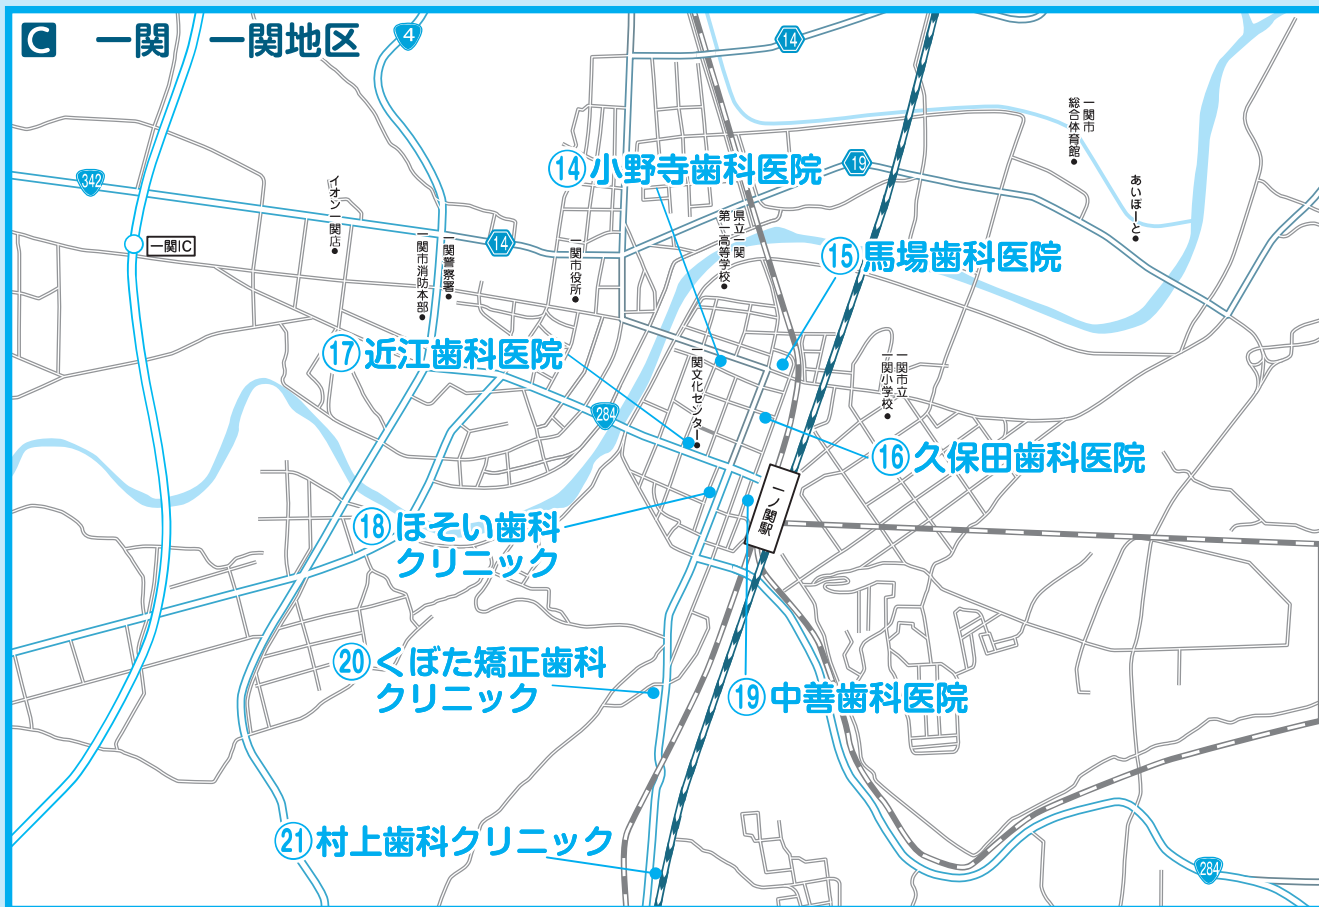 C 一関 一関地区
4
14
342
19
一関市
総合体育館
あいぽーと
イオン一関店
一関IC
14
一関市消防本部
一関警察署
一関市役所
県立一関
第一高等学校
⑭小野寺歯科医院
⑮馬場歯科医院
⑰近江歯科医院
一関文化センター
一関市立
一関小学校
284
⑯久保田歯科医院
一ノ関駅
⑱ほそい歯科
クリニック
⑳くぼた矯正歯科
クリニック
⑲中善歯科医院
㉑村上歯科クリニック
284